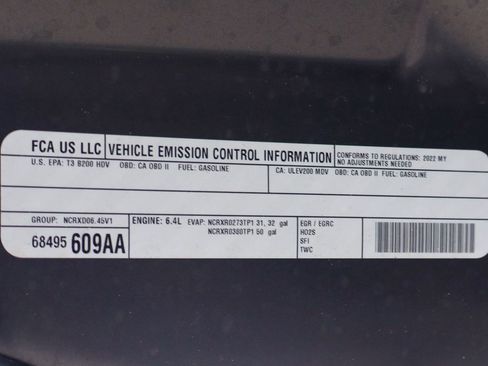 FCA US LLC VEHICLE EMISSION CONTROL INFORMATION CONFORMS TO REGULATIONS: 2022 MY
NO ADJUSTMENTS NEEDED
U.S. EPA: T3 B200 HDV OBD: CA OBD II FUEL: GASOLINE
CA: ULEV200 MDV OBD: CA OBD II FUEL: GASOLINE
GROUP: NCRXD06.45V1
68495 609AA
ENGINE: 6.4L EVAP: NCRXR0273TP1 31, 32 gal
NCRXR0380TP1 50 gal
EGR / EGRC
HO2S
SFI
TWC